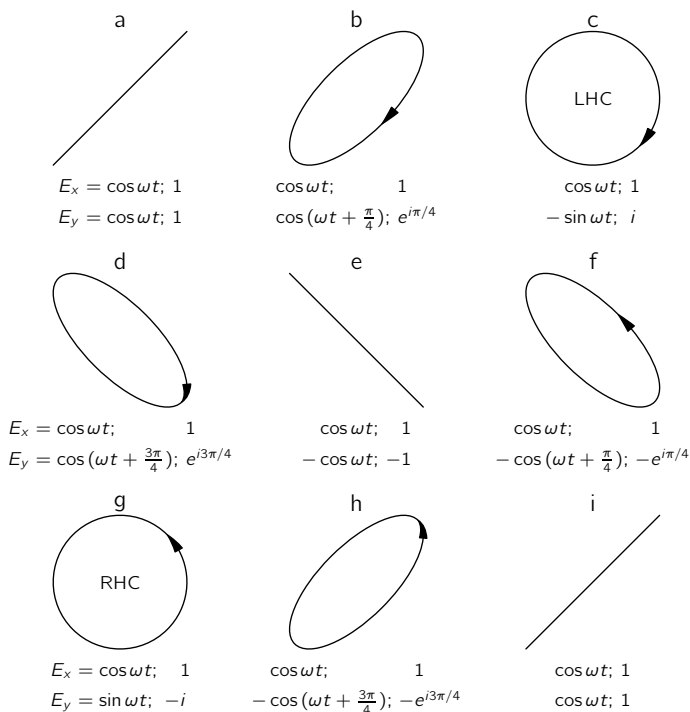 a b c
LHC
E_x = cos ωt; 1 cos ωt; 1 cos ωt; 1
E_y = cos ωt; 1 cos (ωt + π/4); e^{iπ/4} − sin ωt; i
d e f
E_x = cos ωt; 1 cos ωt; 1 cos ωt; 1
E_y = cos (ωt + 3π/4); e^{i3π/4} − cos ωt; −1 − cos (ωt + π/4); −e^{iπ/4}
g h i
RHC
E_x = cos ωt; 1 cos ωt; 1 cos ωt; 1
E_y = sin ωt; −i − cos (ωt + 3π/4); −e^{i3π/4} cos ωt; 1